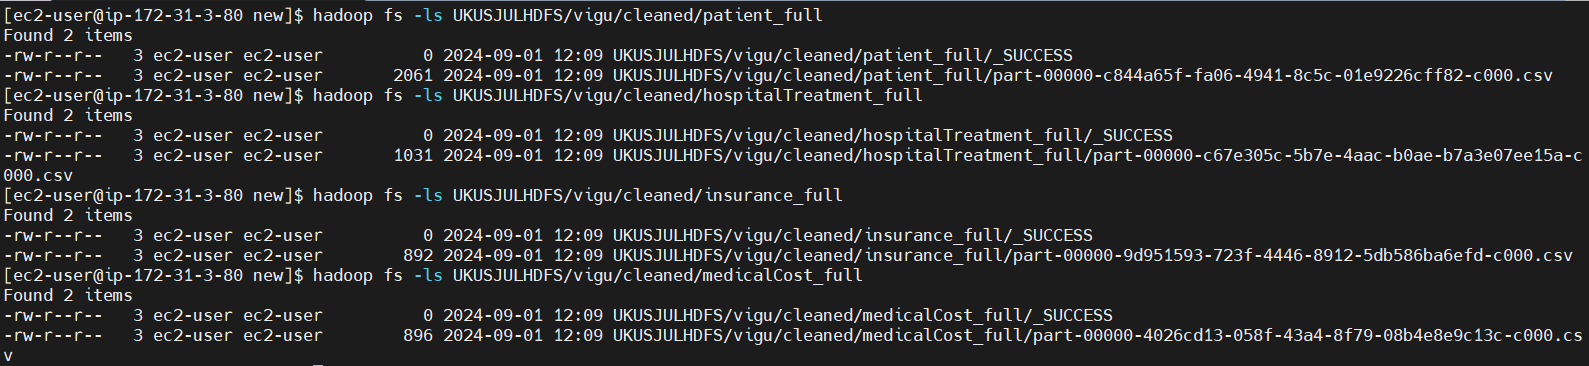 [ec2-user@ip-172-31-3-80 new]$ hadoop fs -ls UKUSJULHDFS/vigu/cleaned/patient_full
Found 2 items
-rw-r--r--   3 ec2-user ec2-user          0 2024-09-01 12:09 UKUSJULHDFS/vigu/cleaned/patient_full/_SUCCESS
-rw-r--r--   3 ec2-user ec2-user       2061 2024-09-01 12:09 UKUSJULHDFS/vigu/cleaned/patient_full/part-00000-c844a65f-fa06-4941-8c5c-01e9226cff82-c000.csv
[ec2-user@ip-172-31-3-80 new]$ hadoop fs -ls UKUSJULHDFS/vigu/cleaned/hospitalTreatment_full
Found 2 items
-rw-r--r--   3 ec2-user ec2-user          0 2024-09-01 12:09 UKUSJULHDFS/vigu/cleaned/hospitalTreatment_full/_SUCCESS
-rw-r--r--   3 ec2-user ec2-user       1031 2024-09-01 12:09 UKUSJULHDFS/vigu/cleaned/hospitalTreatment_full/part-00000-c67e305c-5b7e-4aac-b0ae-b7a3e07ee15a-c
000.csv
[ec2-user@ip-172-31-3-80 new]$ hadoop fs -ls UKUSJULHDFS/vigu/cleaned/insurance_full
Found 2 items
-rw-r--r--   3 ec2-user ec2-user          0 2024-09-01 12:09 UKUSJULHDFS/vigu/cleaned/insurance_full/_SUCCESS
-rw-r--r--   3 ec2-user ec2-user        892 2024-09-01 12:09 UKUSJULHDFS/vigu/cleaned/insurance_full/part-00000-9d951593-723f-4446-8912-5db586ba6efd-c000.csv
[ec2-user@ip-172-31-3-80 new]$ hadoop fs -ls UKUSJULHDFS/vigu/cleaned/medicalCost_full
Found 2 items
-rw-r--r--   3 ec2-user ec2-user          0 2024-09-01 12:09 UKUSJULHDFS/vigu/cleaned/medicalCost_full/_SUCCESS
-rw-r--r--   3 ec2-user ec2-user        896 2024-09-01 12:09 UKUSJULHDFS/vigu/cleaned/medicalCost_full/part-00000-4026cd13-058f-43a4-8f79-08b4e8e9c13c-c000.cs
v